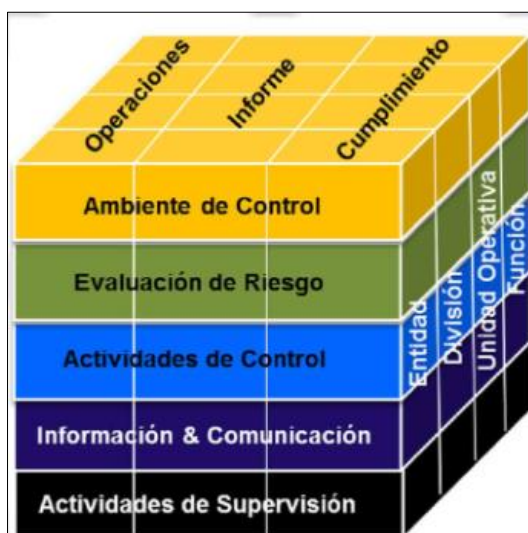 Operaciones
Informe
Cumplimiento
Ambiente de Control
Evaluación de Riesgo
Actividades de Control
Información & Comunicación
Actividades de Supervisión
Entidad
División
Unidad Operativa
Función